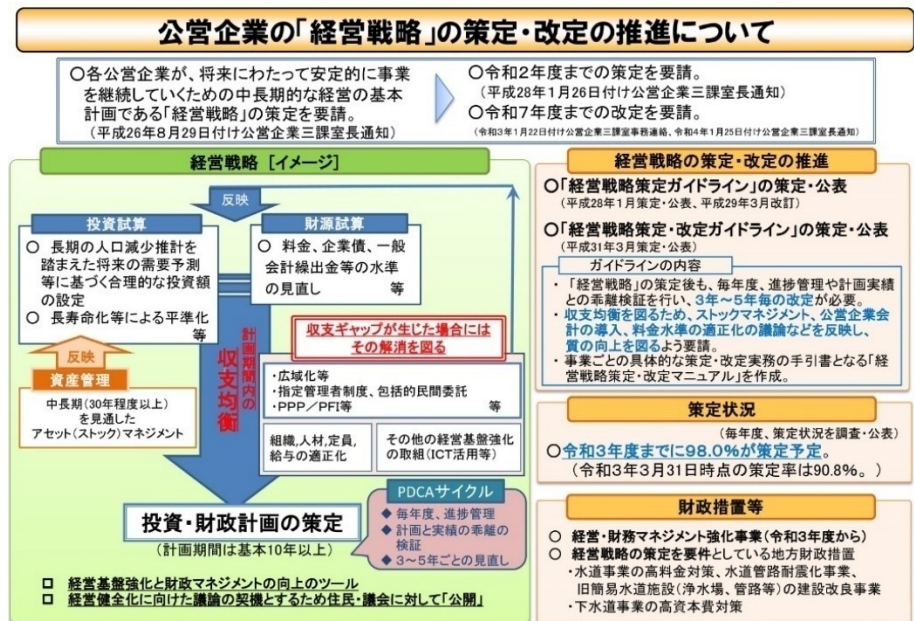 公営企業の「経営戦略」の策定・改定の推進について
○各公営企業が、将来にわたって安定的に事業
を継続していくための中長期的な経営の基本
計画である「経営戦略」の策定を要請。
(平成26年8月29日付け公営企業三課室長通知)
○令和2年度までの策定を要請。
(平成28年1月26日付け公営企業三課室長通知)
○令和7年度までの改定を要請。
(令和3年1月22日付け公営企業三課室事務連絡、令和4年1月25日付け公営企業三課室長通知)
経営戦略 [イメージ]
反映
投資試算
○ 長期の人口減少推計を
踏まえた将来の需要予測
等に基づく合理的な投資額
の設定
○ 長寿命化等による平準化
等
財源試算
○ 料金、企業債、一般
会計繰出金等の水準
の見直し 等
反映
資産管理
中長期(30年程度以上)
を見通した
アセット(ストック)マネジメント
計画期間内の
収支均衡
収支ギャップが生じた場合には
その解消を図る
・広域化等
・指定管理者制度、包括的民間委託
・PPP/PFI等 等
組織,人材,定員,
給与の適正化
その他の経営基盤強化
の取組(ICT活用等)
投資・財政計画の策定
(計画期間は基本10年以上)
PDCAサイクル
◆ 毎年度、進捗管理
◆ 計画と実績の乖離の
検証
◆ 3~5年ごとの見直し
□ 経営基盤強化と財政マネジメントの向上のツール
□ 経営健全化に向けた議論の契機とするため住民・議会に対して「公開」
経営戦略の策定・改定の推進
○「経営戦略策定ガイドライン」の策定・公表
(平成28年1月策定・公表、平成29年3月改訂)
○「経営戦略策定・改定ガイドライン」の策定・公表
(平成31年3月策定・公表)
ガイドラインの内容
・ 「経営戦略」の策定後も、毎年度、進捗管理や計画実績
との乖離検証を行い、3年~5年毎の改定が必要。
・ 収支均衡を図るため、ストックマネジメント、公営企業会
計の導入、料金水準の適正化の議論などを反映し、
質の向上を図るよう要請。
・ 事業ごとの具体的な策定・改定実務の手引書となる「経
営戦略策定・改定マニュアル」を作成。
策定状況
(毎年度、策定状況を調査・公表)
○令和3年度までに98.0%が策定予定。
(令和3年3月31日時点の策定率は90.8%。)
財政措置等
○ 経営・財務マネジメント強化事業(令和3年度から)
○ 経営戦略の策定を要件としている地方財政措置
・水道事業の高料金対策、水道管路耐震化事業、
旧簡易水道施設(浄水場、管路等)の建設改良事業
・下水道事業の高資本費対策